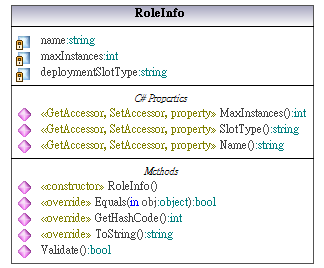 RoleInfo
name:string
maxInstances:int
deploymentSlotType:string
C# Properties
«GetAccessor, SetAccessor, property» MaxInstances():int
«GetAccessor, SetAccessor, property» SlotType():string
«GetAccessor, SetAccessor, property» Name():string
Methods
«constructor» RoleInfo()
«override» Equals(in obj:object):bool
«override» GetHashCode():int
«override» ToString():string
Validate():bool